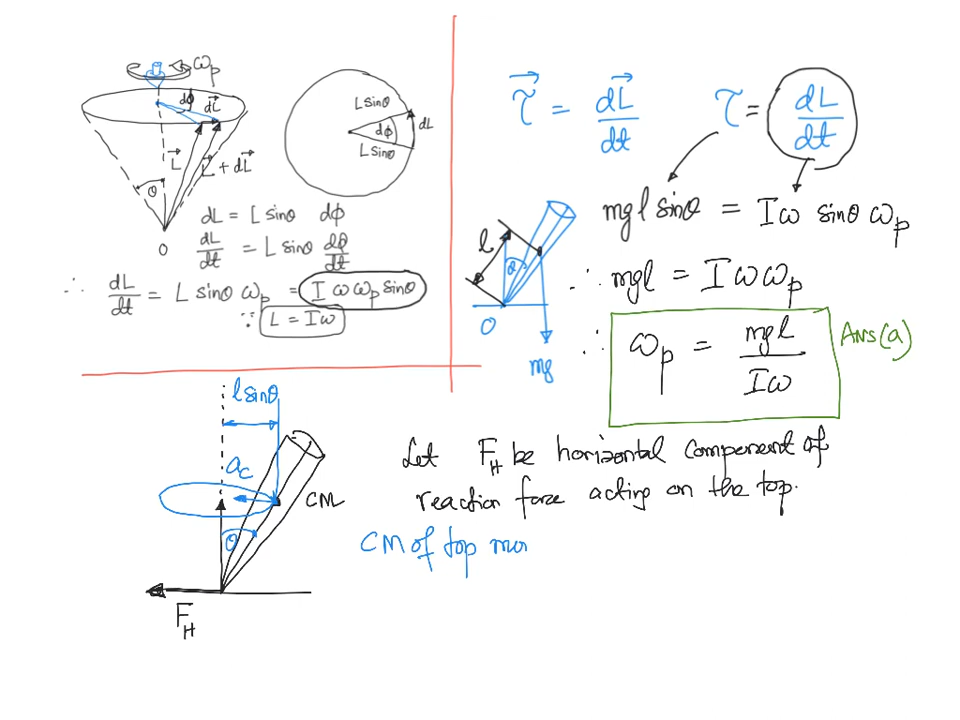 ωp
dφ dL⃗
L⃗ L⃗ + dL⃗
θ
O
L sinθ
dφ dL
L sinθ
dL = L sinθ dφ
dL/dt = L sinθ dφ/dt
∴ dL/dt = L sinθ ωp = I ω ωp sinθ
∵ L = Iω
τ⃗ = dL⃗/dt τ = dL/dt
mgl sinθ = Iω sinθ ωp
l
θ
O
mg
∴ mgl = I ω ωp
∴ ωp = mgl/Iω Ans(a)
l sinθ
ac
CM
θ
FH
Let FH be horizontal component of
reaction force acting on the top.
CM of top mov